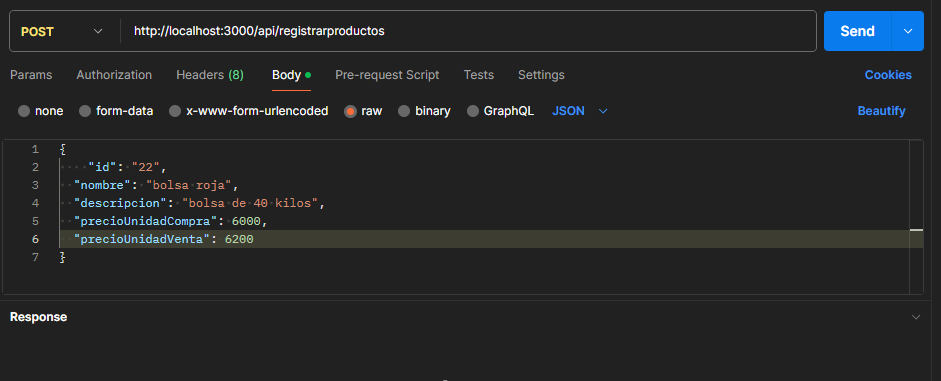 POST http://localhost:3000/api/registrarproductos Send
Params Authorization Headers (8) Body Pre-request Script Tests Settings Cookies
none form-data x-www-form-urlencoded raw binary GraphQL JSON Beautify
1 {
2 "id": "22",
3 "nombre": "bolsa roja",
4 "descripcion": "bolsa de 40 kilos",
5 "precioUnidadCompra": 6000,
6 "precioUnidadVenta": 6200
7 }
Response